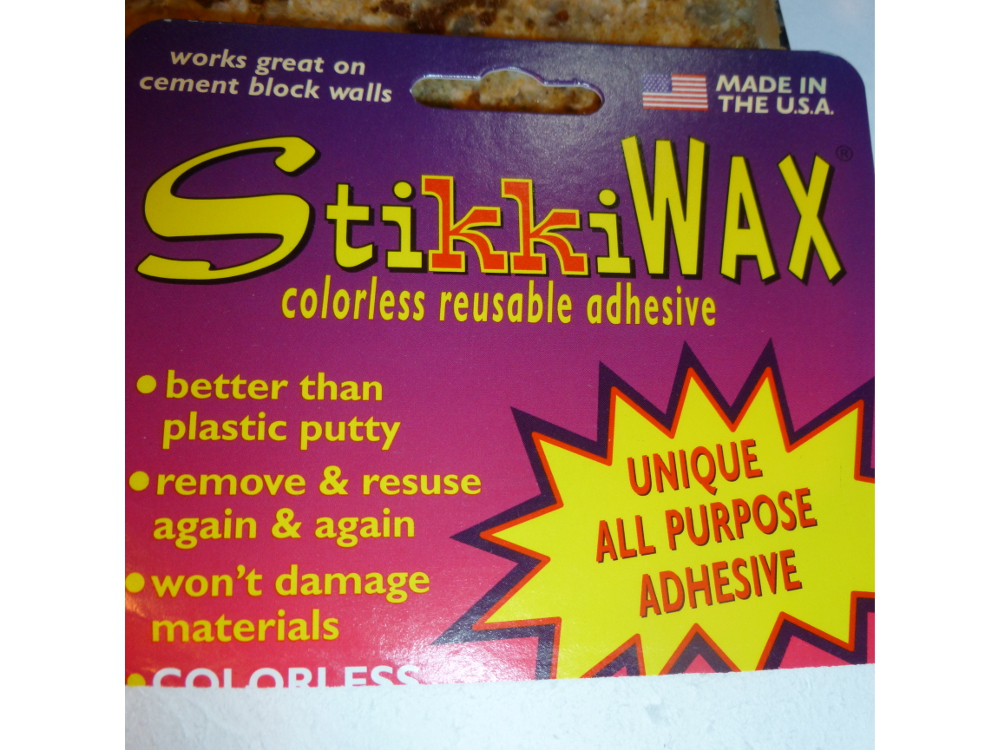 works great on
cement block walls
MADE IN
THE U.S.A.
StikkiWAX®
colorless reusable adhesive
• better than
plastic putty
• remove & resuse
again & again
• won't damage
materials
• COLORLESS
UNIQUE
ALL PURPOSE
ADHESIVE